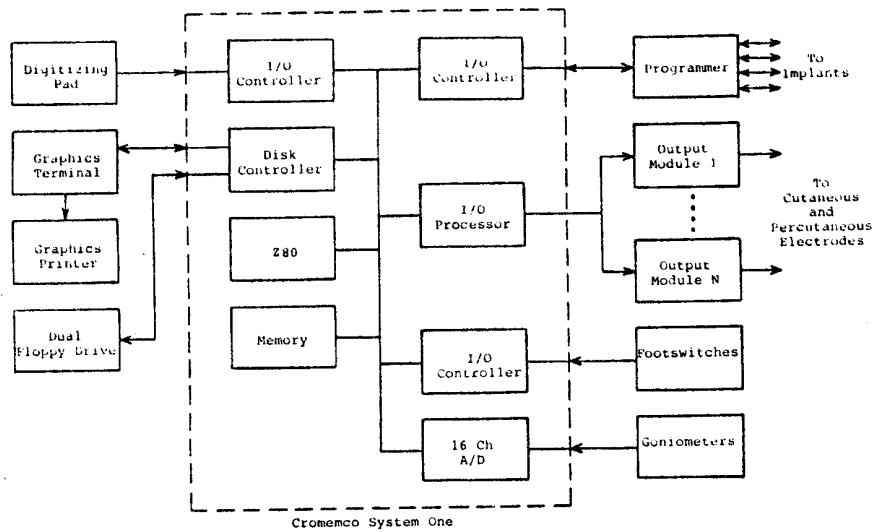 Digitizing
Pad
I/O
Controller
I/O
Controller
Programmer
To
Implants
Graphics
Terminal
Disk
Controller
Output
Module 1
To
Cutaneous
and
Percutaneous
Electrodes
I/O
Processor
Graphics
Printer
Z80
Output
Module N
Dual
Floppy Drive
Memory
I/O
Controller
Footswitches
16 Ch
A/D
Goniometers
Cromemco System One